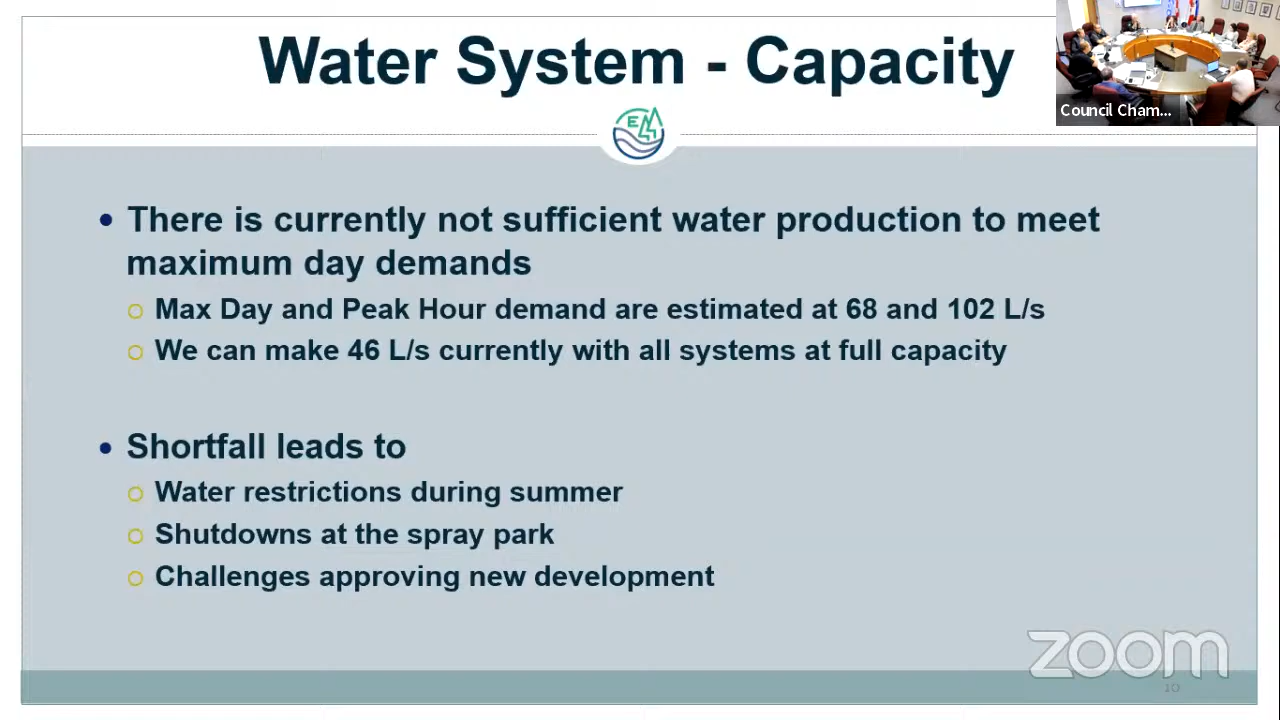 Water System - Capacity
Council Cham...
E
• There is currently not sufficient water production to meet
maximum day demands
○ Max Day and Peak Hour demand are estimated at 68 and 102 L/s
○ We can make 46 L/s currently with all systems at full capacity
• Shortfall leads to
○ Water restrictions during summer
○ Shutdowns at the spray park
○ Challenges approving new development
zoom
10